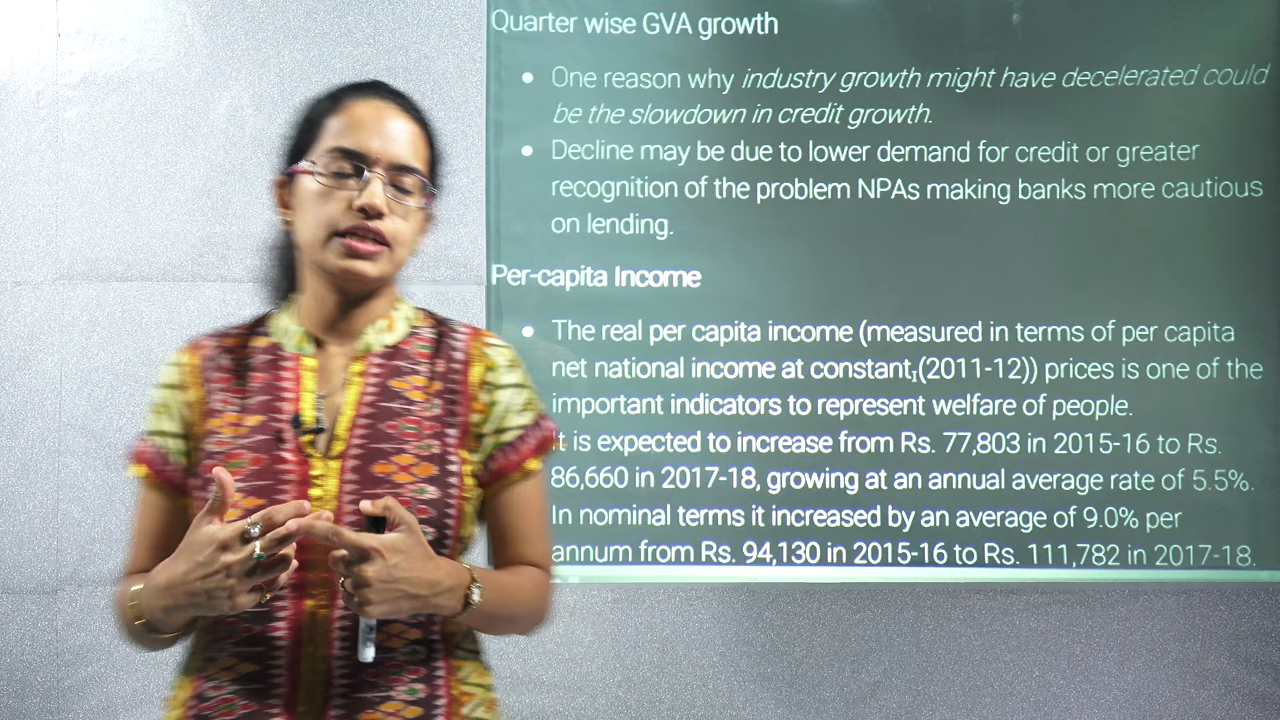 Quarter wise GVA growth
• One reason why industry growth might have decelerated could
be the slowdown in credit growth.
• Decline may be due to lower demand for credit or greater
recognition of the problem NPAs making banks more cautious
on lending.
Per-capita Income
• The real per capita income (measured in terms of per capita
net national income at constant (2011-12)) prices is one of the
important indicators to represent welfare of people.
It is expected to increase from Rs. 77,803 in 2015-16 to Rs.
86,660 in 2017-18, growing at an annual average rate of 5.5%.
In nominal terms it increased by an average of 9.0% per
annum from Rs. 94,130 in 2015-16 to Rs. 111,782 in 2017-18.